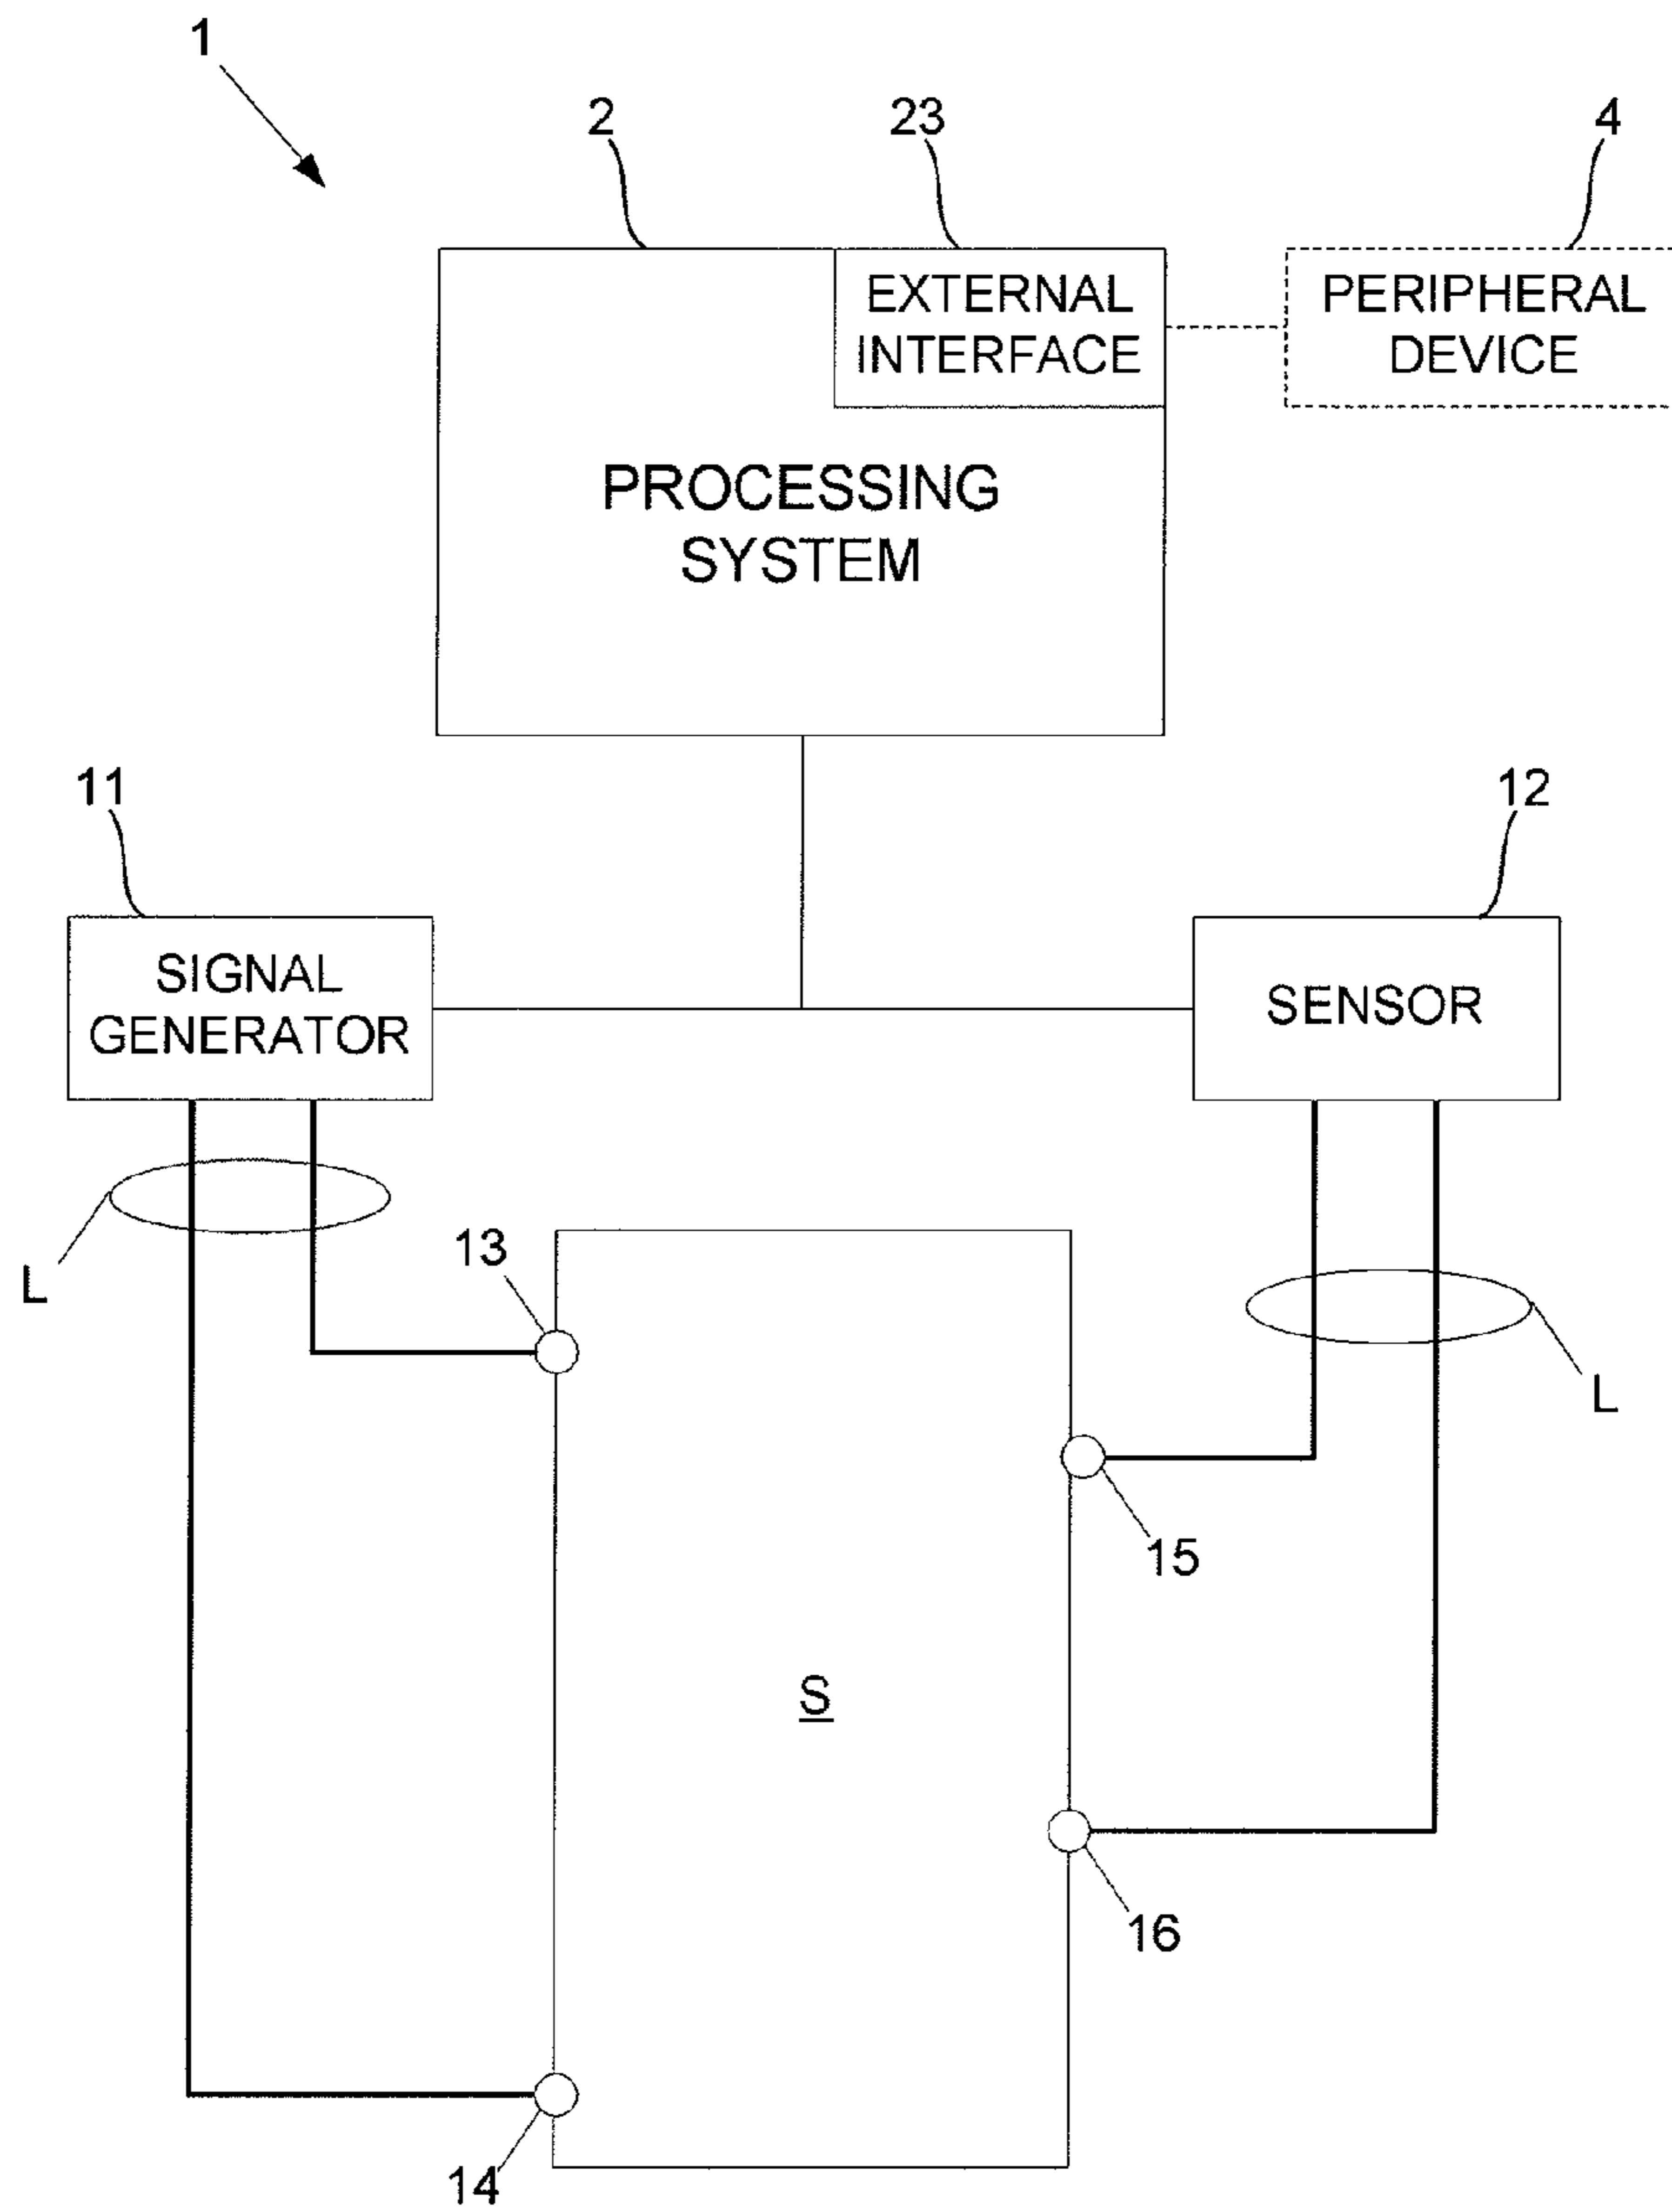 1
2
23
4
EXTERNAL
INTERFACE
PERIPHERAL
DEVICE
PROCESSING
SYSTEM
11
12
SIGNAL
GENERATOR
SENSOR
L
13
L
15
S
16
14